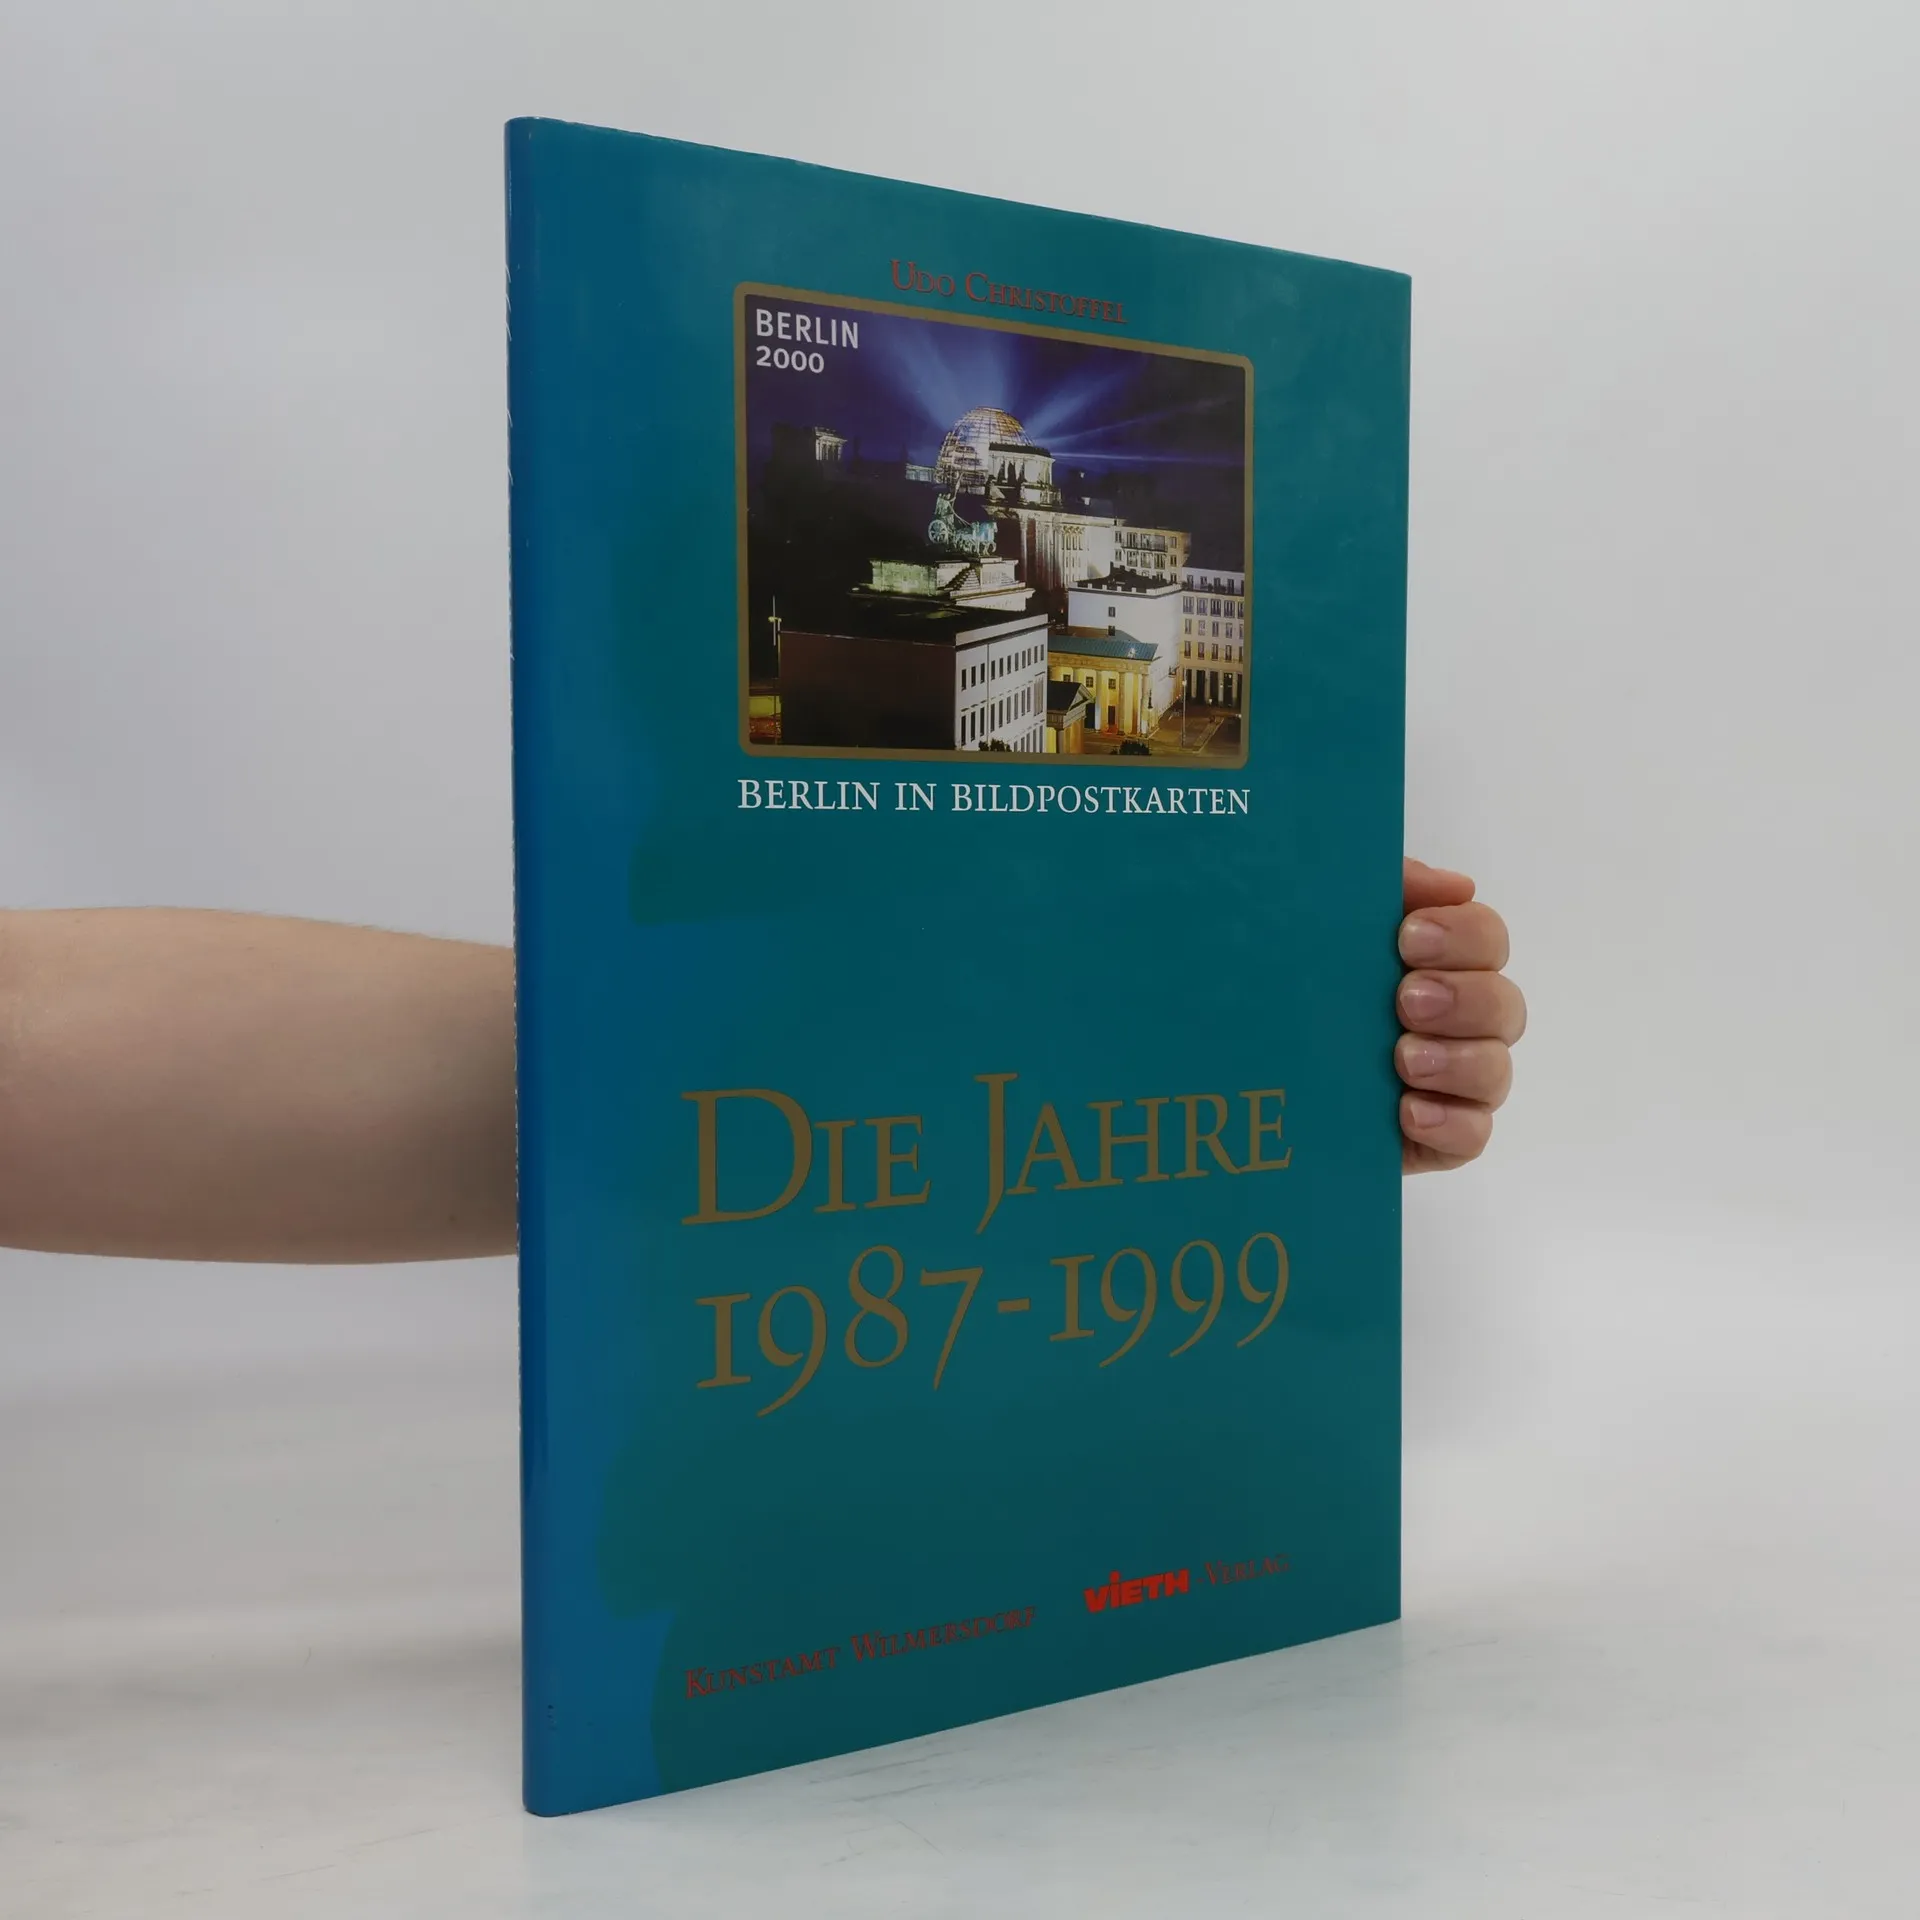 UDO CHRISTOFFEL
BERLIN
2000
BERLIN IN BILDPOSTKARTEN
DIE JAHRE
1987-1999
KUNSTAMT WILMERSDORF
VIETH-VERLAG